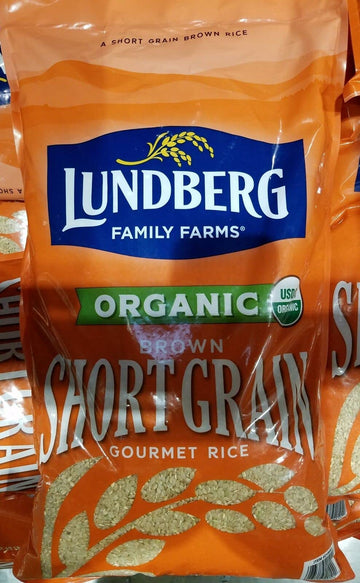 A SHORT GRAIN BROWN RICE
LUNDBERG
FAMILY FARMS®
ORGANIC
USDA
ORGANIC
BROWN
SHORT GRAIN
GOURMET RICE